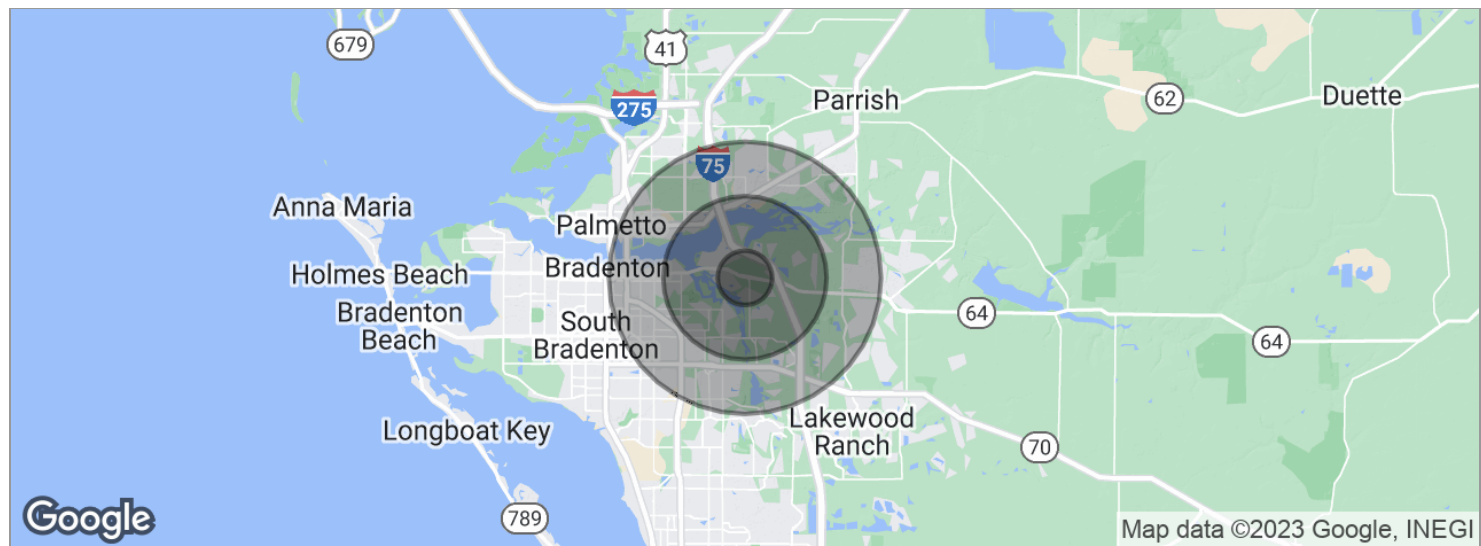 679
41
275
Parrish
62
Duette
75
Anna Maria
Palmetto
Holmes Beach
Bradenton
Bradenton
Beach
South
Bradenton
64
64
Lakewood
Ranch
Longboat Key
70
789
Google
Map data ©2023 Google, INEGI